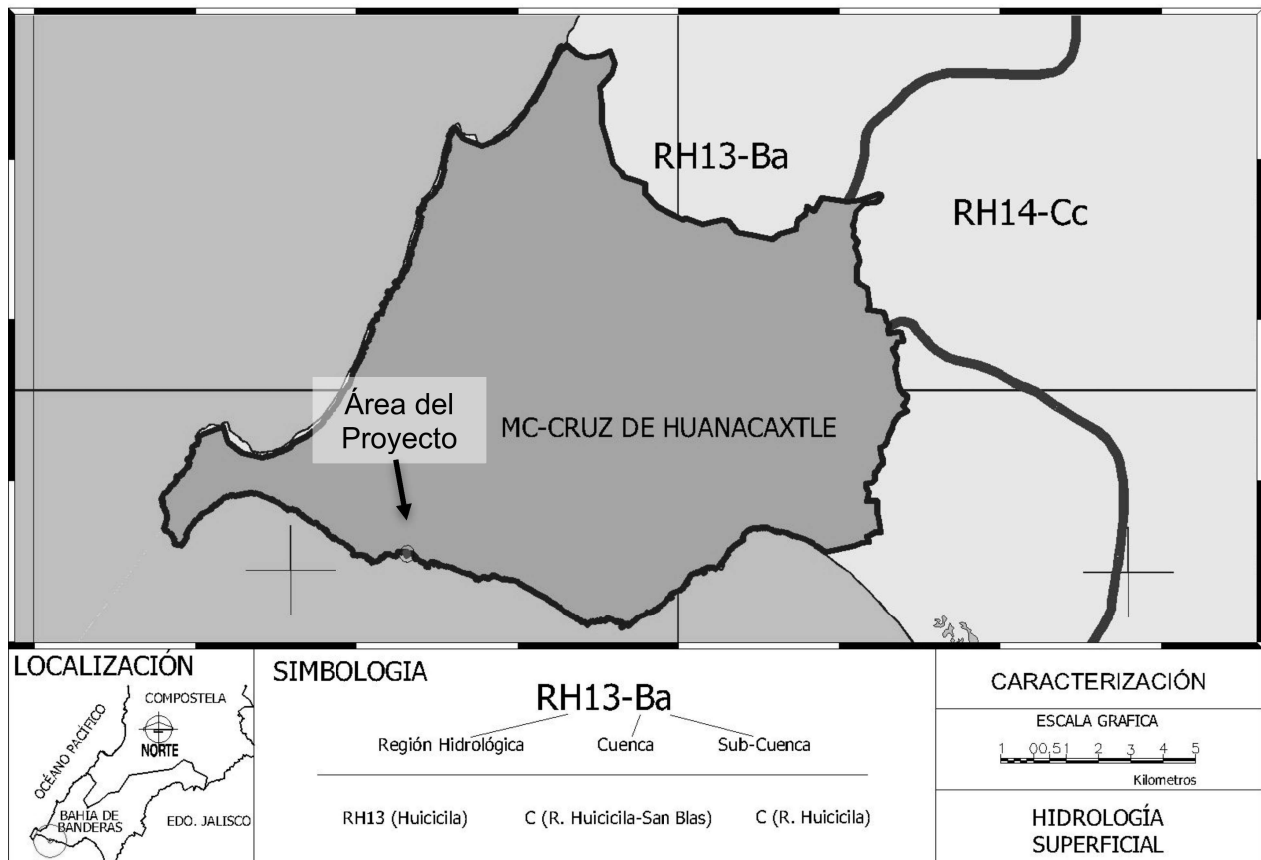 RH13-Ba
RH14-Cc
Área del
Proyecto
MC-CRUZ DE HUANACAXTLE
LOCALIZACIÓN
COMPOSTELA
OCÉANO PACÍFICO
NORTE
BAHÍA DE
BANDERAS
EDO. JALISCO
SIMBOLOGIA
RH13-Ba
Región Hidrológica
Cuenca
Sub-Cuenca
RH13 (Huicicila)
C (R. Huicicila-San Blas)
C (R. Huicicila)
CARACTERIZACIÓN
ESCALA GRAFICA
1 0 0,5 1 2 3 4 5
Kilometros
HIDROLOGÍA
SUPERFICIAL